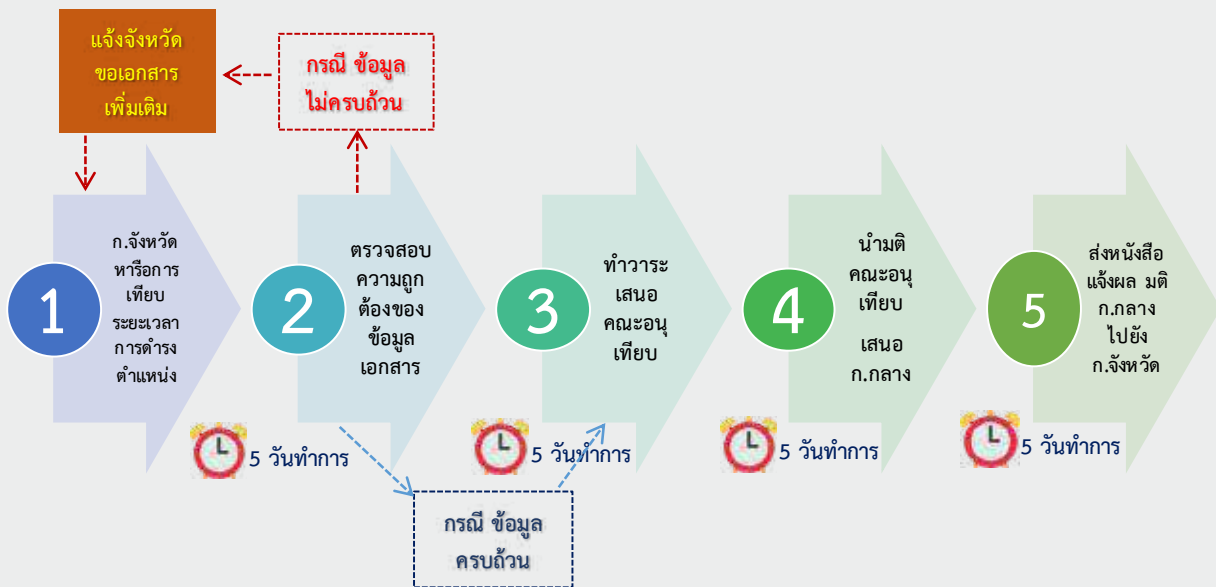 แจ้งจังหวัด
ขอเอกสาร
เพิ่มเติม
กรณี ข้อมูล
ไม่ครบถ้วน
1
ก.จังหวัด
หารือการ
เทียบ
ระยะเวลา
การดำรง
ตำแหน่ง
2
ตรวจสอบ
ความถูก
ต้องของ
ข้อมูล
เอกสาร
3
ทำวาระ
เสนอ
คณะอนุ
เทียบ
4
นำมติ
คณะอนุ
เทียบ
เสนอ
ก.กลาง
5
ส่งหนังสือ
แจ้งผล มติ
ก.กลาง
ไปยัง
ก.จังหวัด
5 วันทำการ
5 วันทำการ
5 วันทำการ
5 วันทำการ
กรณี ข้อมูล
ครบถ้วน